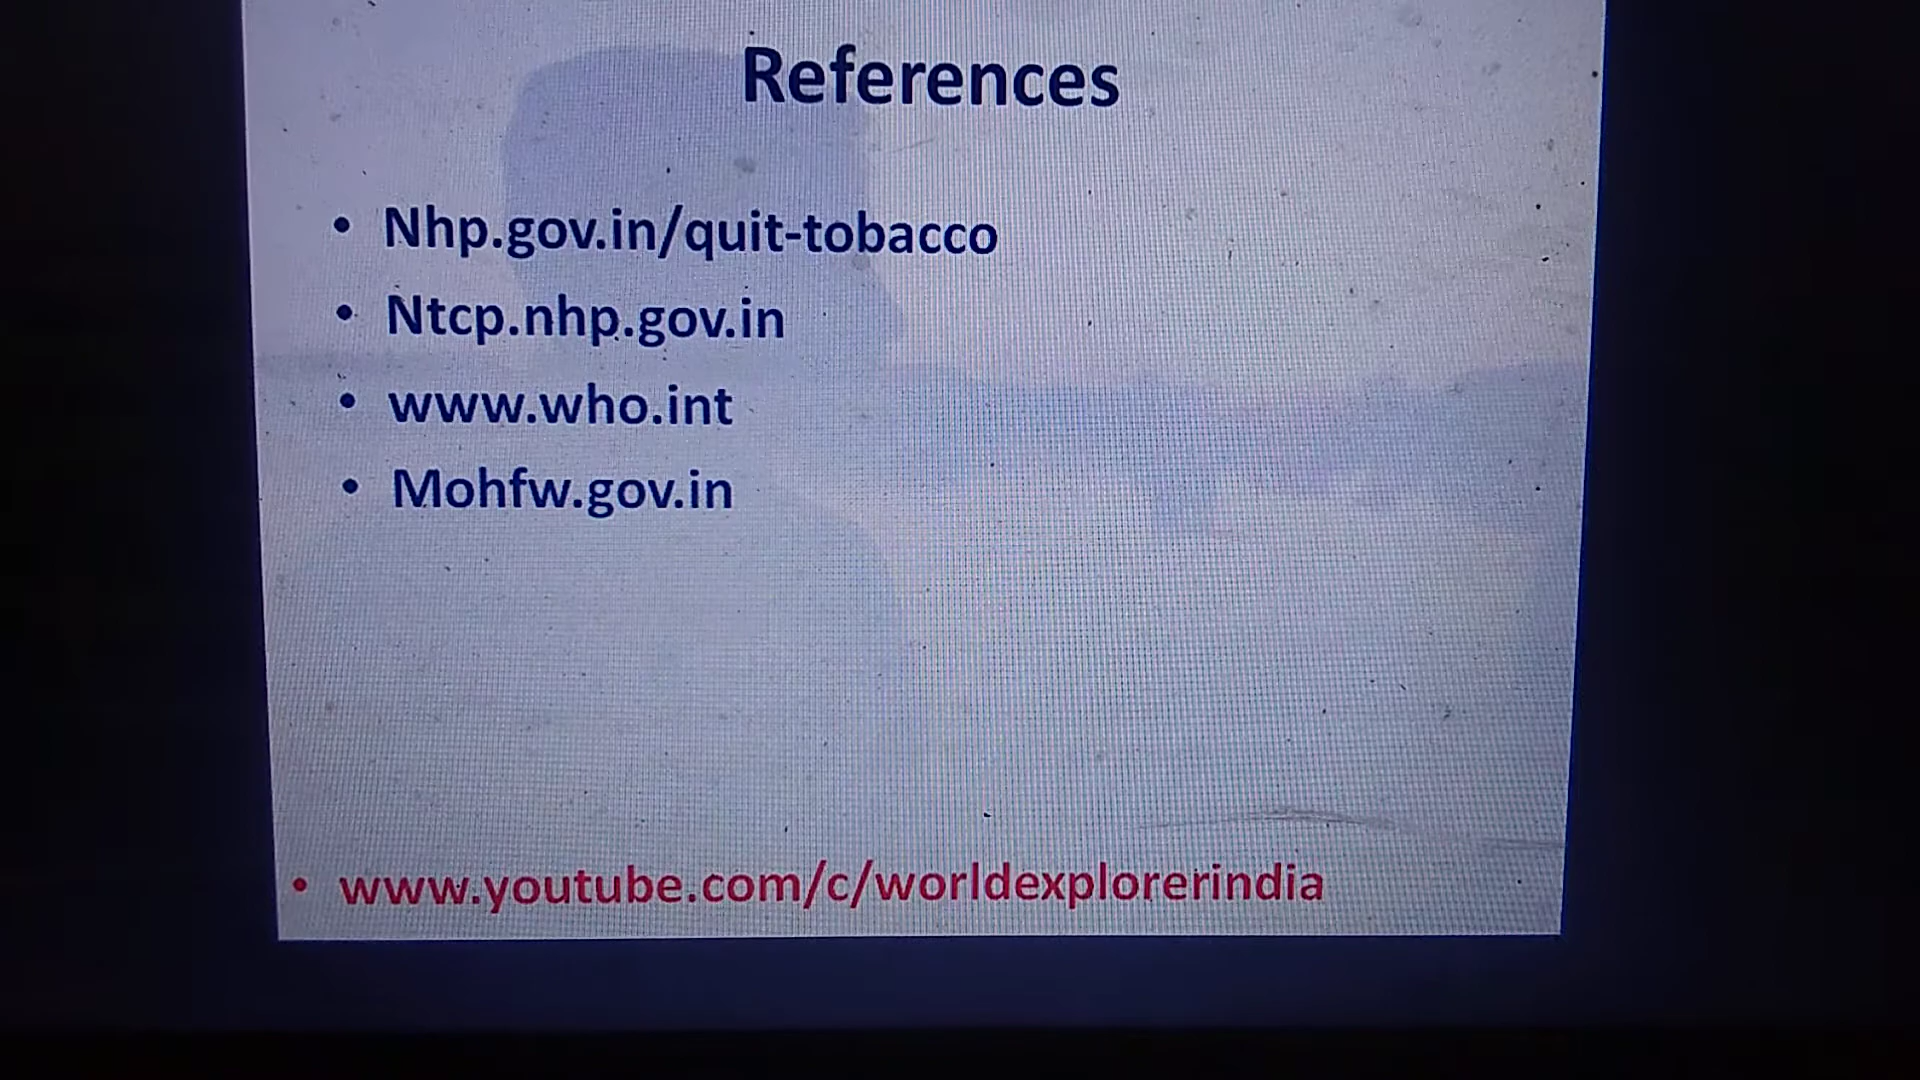 References
• Nhp.gov.in/quit-tobacco
• Ntcp.nhp.gov.in
• www.who.int
• Mohfw.gov.in
• www.youtube.com/c/worldexplorerindia